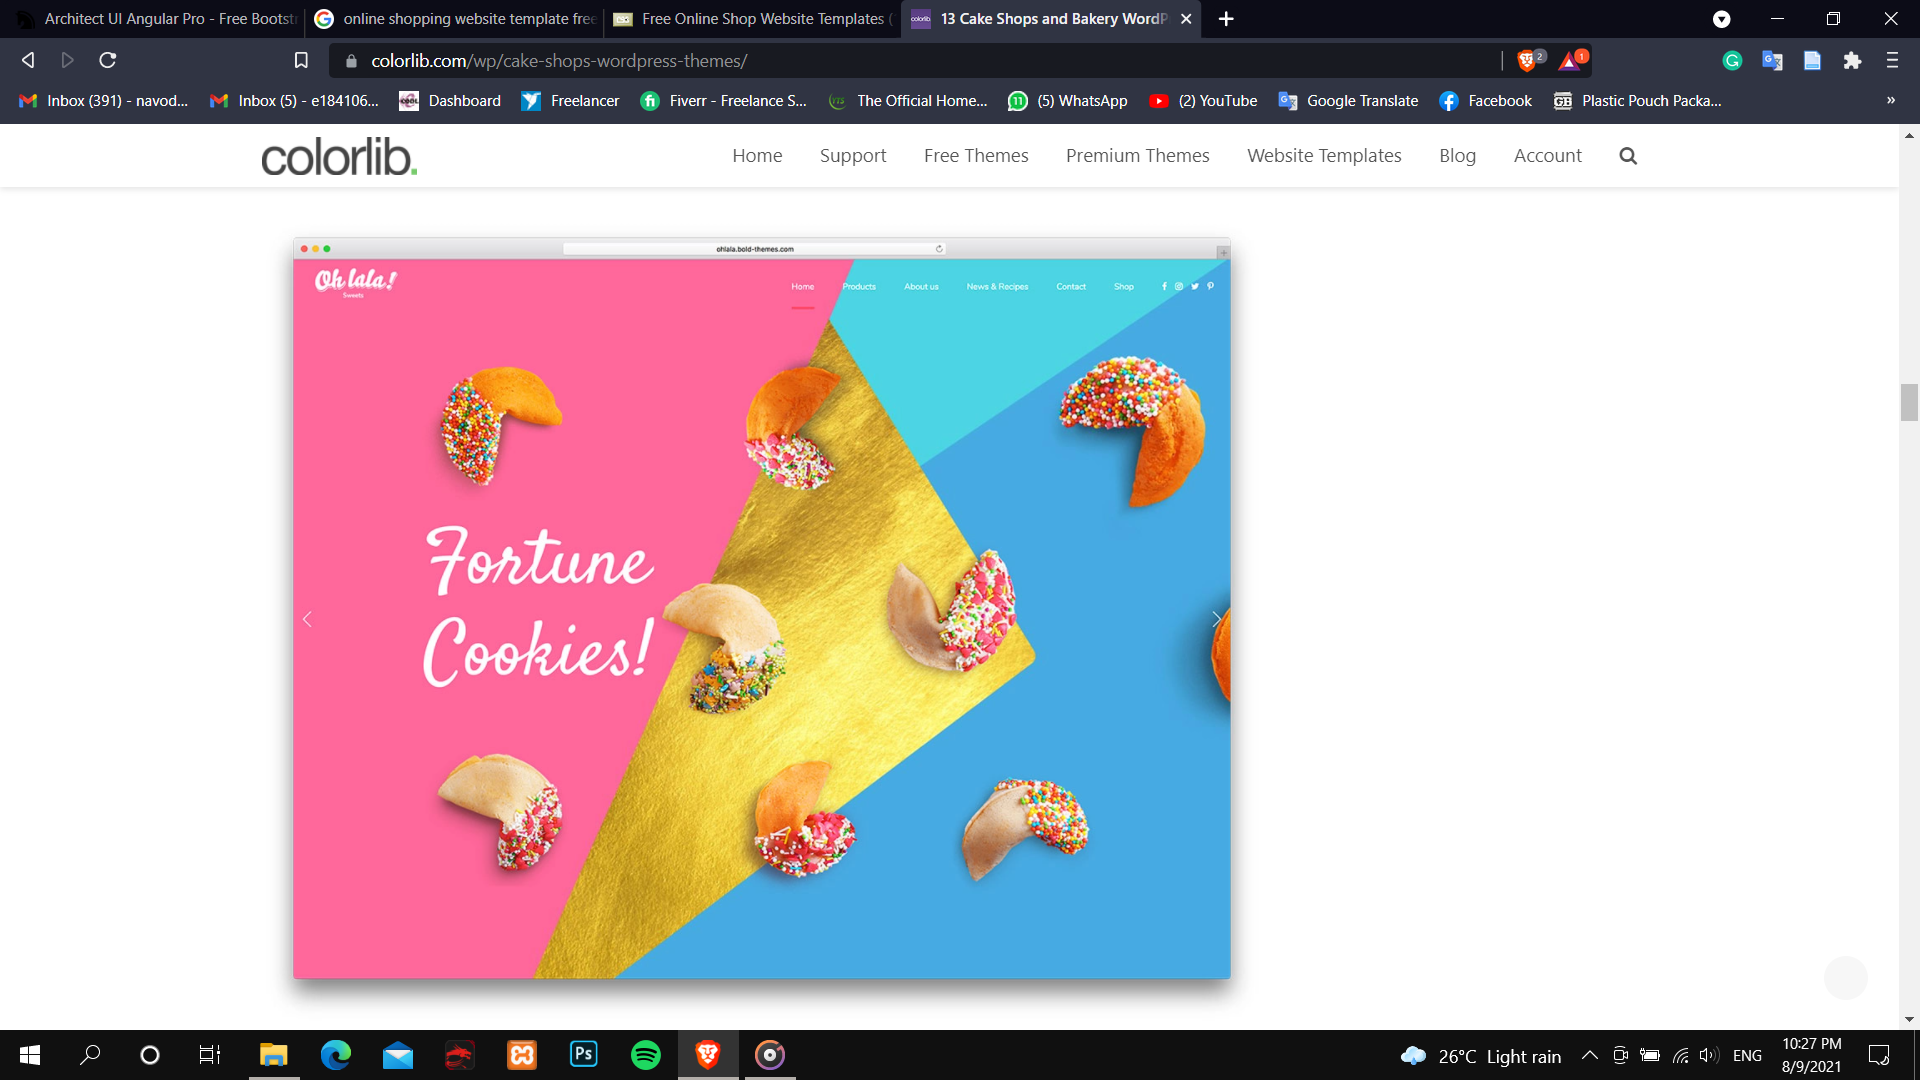 Architect UI Angular Pro - Free Bootst
online shopping website template free
Free Online Shop Website Templates (
13 Cake Shops and Bakery WordP
colorlib.com/wp/cake-shops-wordpress-themes/
2
1
Inbox (391) - navod...
Inbox (5) - e184106...
Dashboard
Freelancer
Fiverr - Freelance S...
The Official Home...
(5) WhatsApp
(2) YouTube
Google Translate
Facebook
Plastic Pouch Packa...
»
colorlib.
Home
Support
Free Themes
Premium Themes
Website Templates
Blog
Account
ohlala.bold-themes.com
Oh lala!
Sweets
Home
Products
About us
News & Recipes
Contact
Shop
Fortune
Cookies!
26°C Light rain
ENG
10:27 PM
8/9/2021